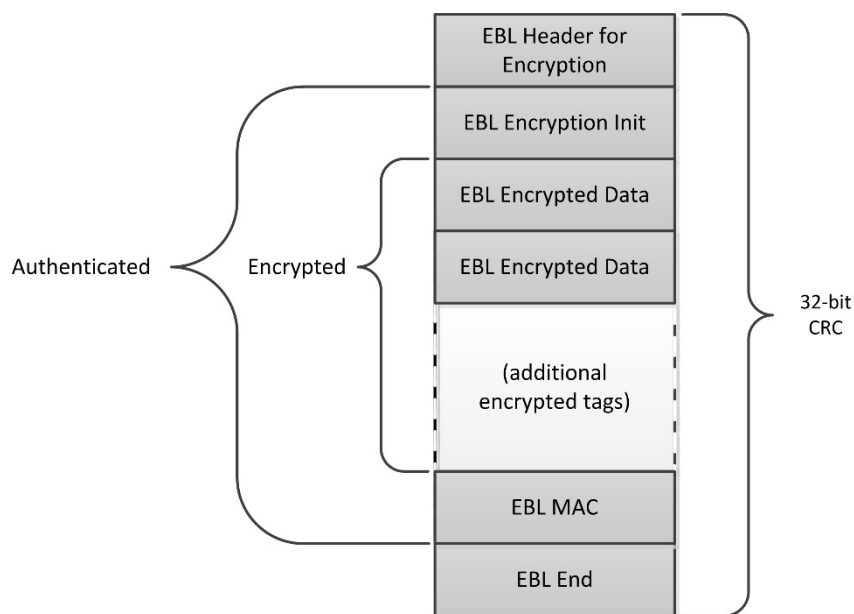 EBL Header for
Encryption
EBL Encryption Init
EBL Encrypted Data
EBL Encrypted Data
Authenticated
Encrypted
32-bit
CRC
(additional
encrypted tags)
EBL MAC
EBL End